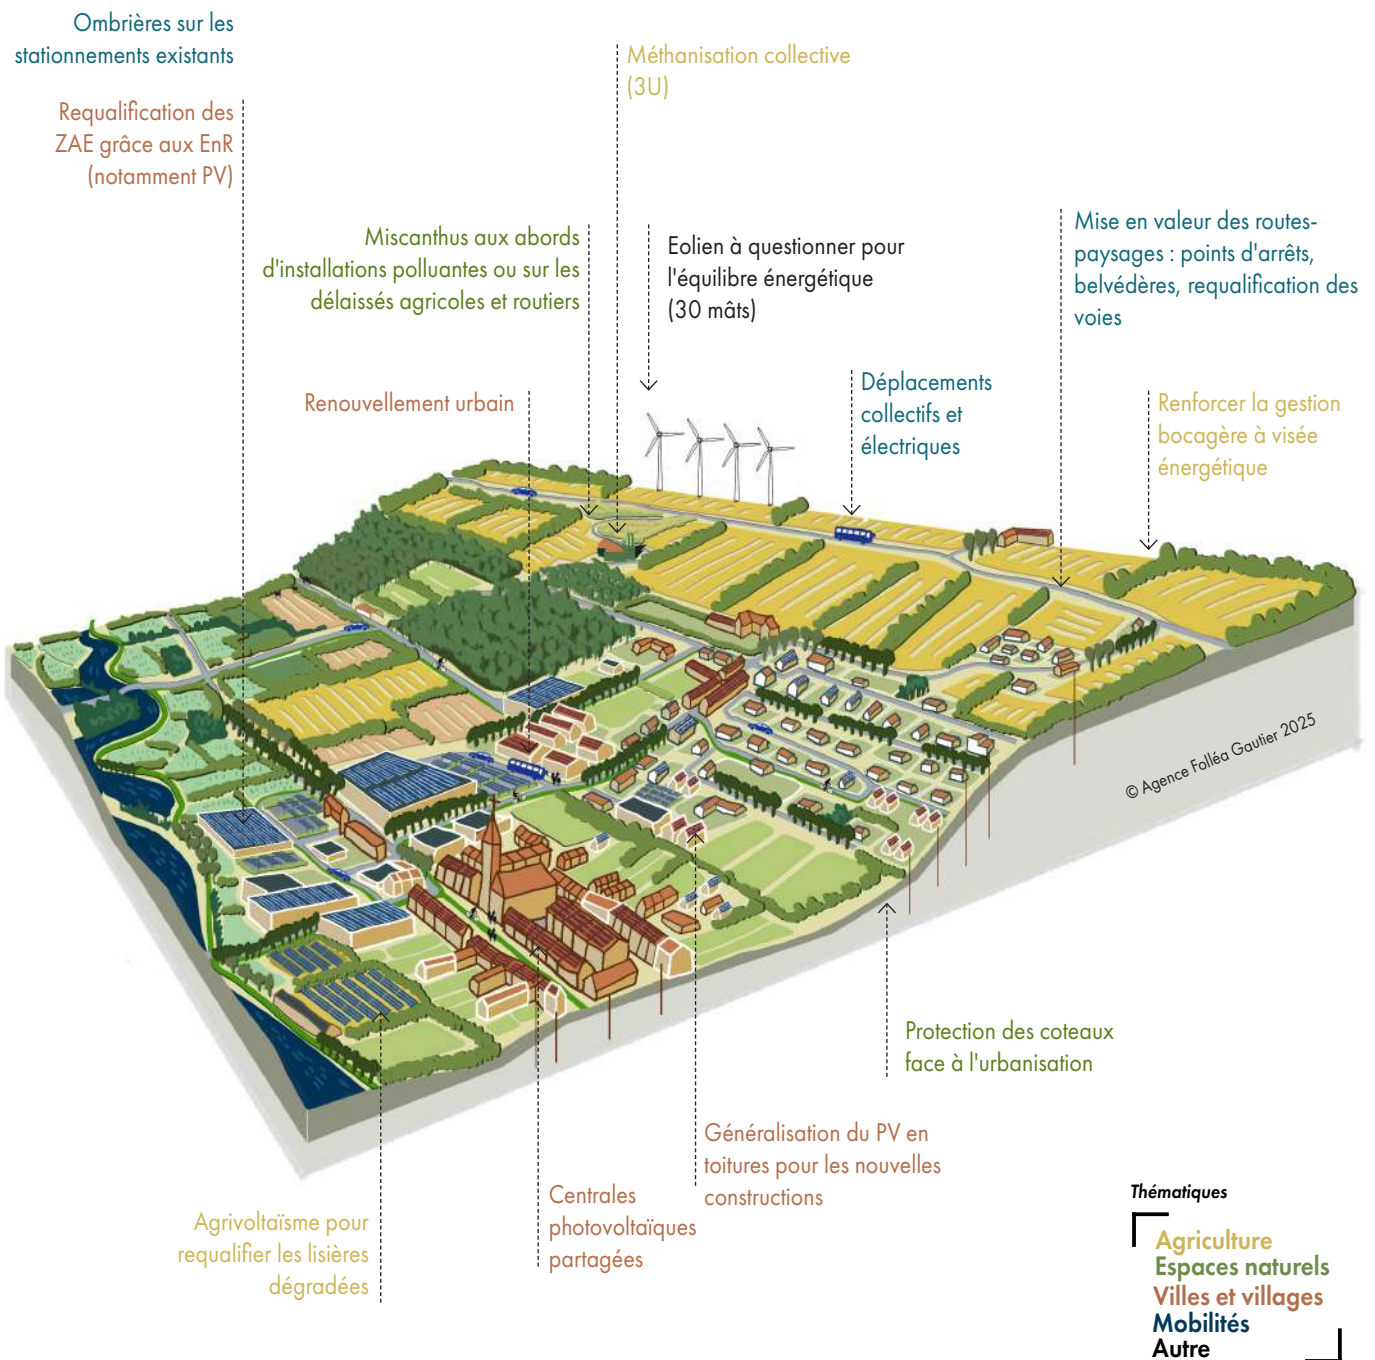 Ombrières sur les
stationnements existants
Requalification des
ZAE grâce aux EnR
(notamment PV)
Méthanisation collective
(3U)
Miscanthus aux abords
d'installations polluantes ou sur les
délaissés agricoles et routiers
Eolien à questionner pour
l'équilibre énergétique
(30 mâts)
Mise en valeur des routes-
paysages : points d'arrêts,
belvédères, requalification des
voies
Renouvellement urbain
Déplacements
collectifs et
électriques
Renforcer la gestion
bocagère à visée
énergétique
© Agence Folléa Gautier 2025
Protection des coteaux
face à l'urbanisation
Généralisation du PV en
toitures pour les nouvelles
constructions
Centrales
photovoltaïques
partagées
Agrivoltaïsme pour
requalifier les lisières
dégradées
Thématiques
Agriculture
Espaces naturels
Villes et villages
Mobilités
Autre